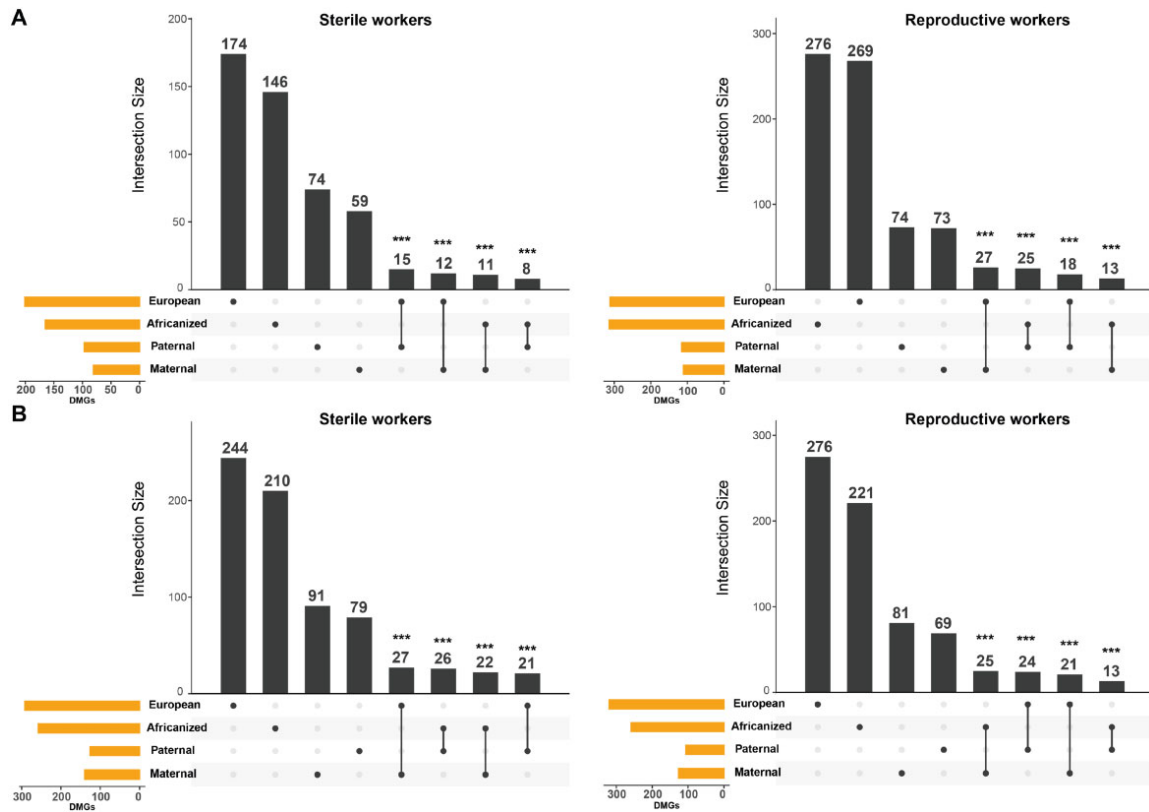 A
Sterile workers
Intersection Size
200
150
100
50
0
174
146
74
59
***
15
***
12
***
11
***
8
European
Africanized
Paternal
Maternal
200 150 100 50 0
DMGs
Reproductive workers
Intersection Size
300
200
100
0
276
269
74
73
***
27
***
25
***
18
***
13
European
Africanized
Paternal
Maternal
300 200 100 0
DMGs
B
Sterile workers
Intersection Size
200
100
0
244
210
91
79
***
27
***
26
***
22
***
21
European
Africanized
Paternal
Maternal
300 200 100 0
DMGs
Reproductive workers
Intersection Size
300
200
100
0
276
221
81
69
***
25
***
24
***
21
***
13
European
Africanized
Paternal
Maternal
300 200 100 0
DMGs